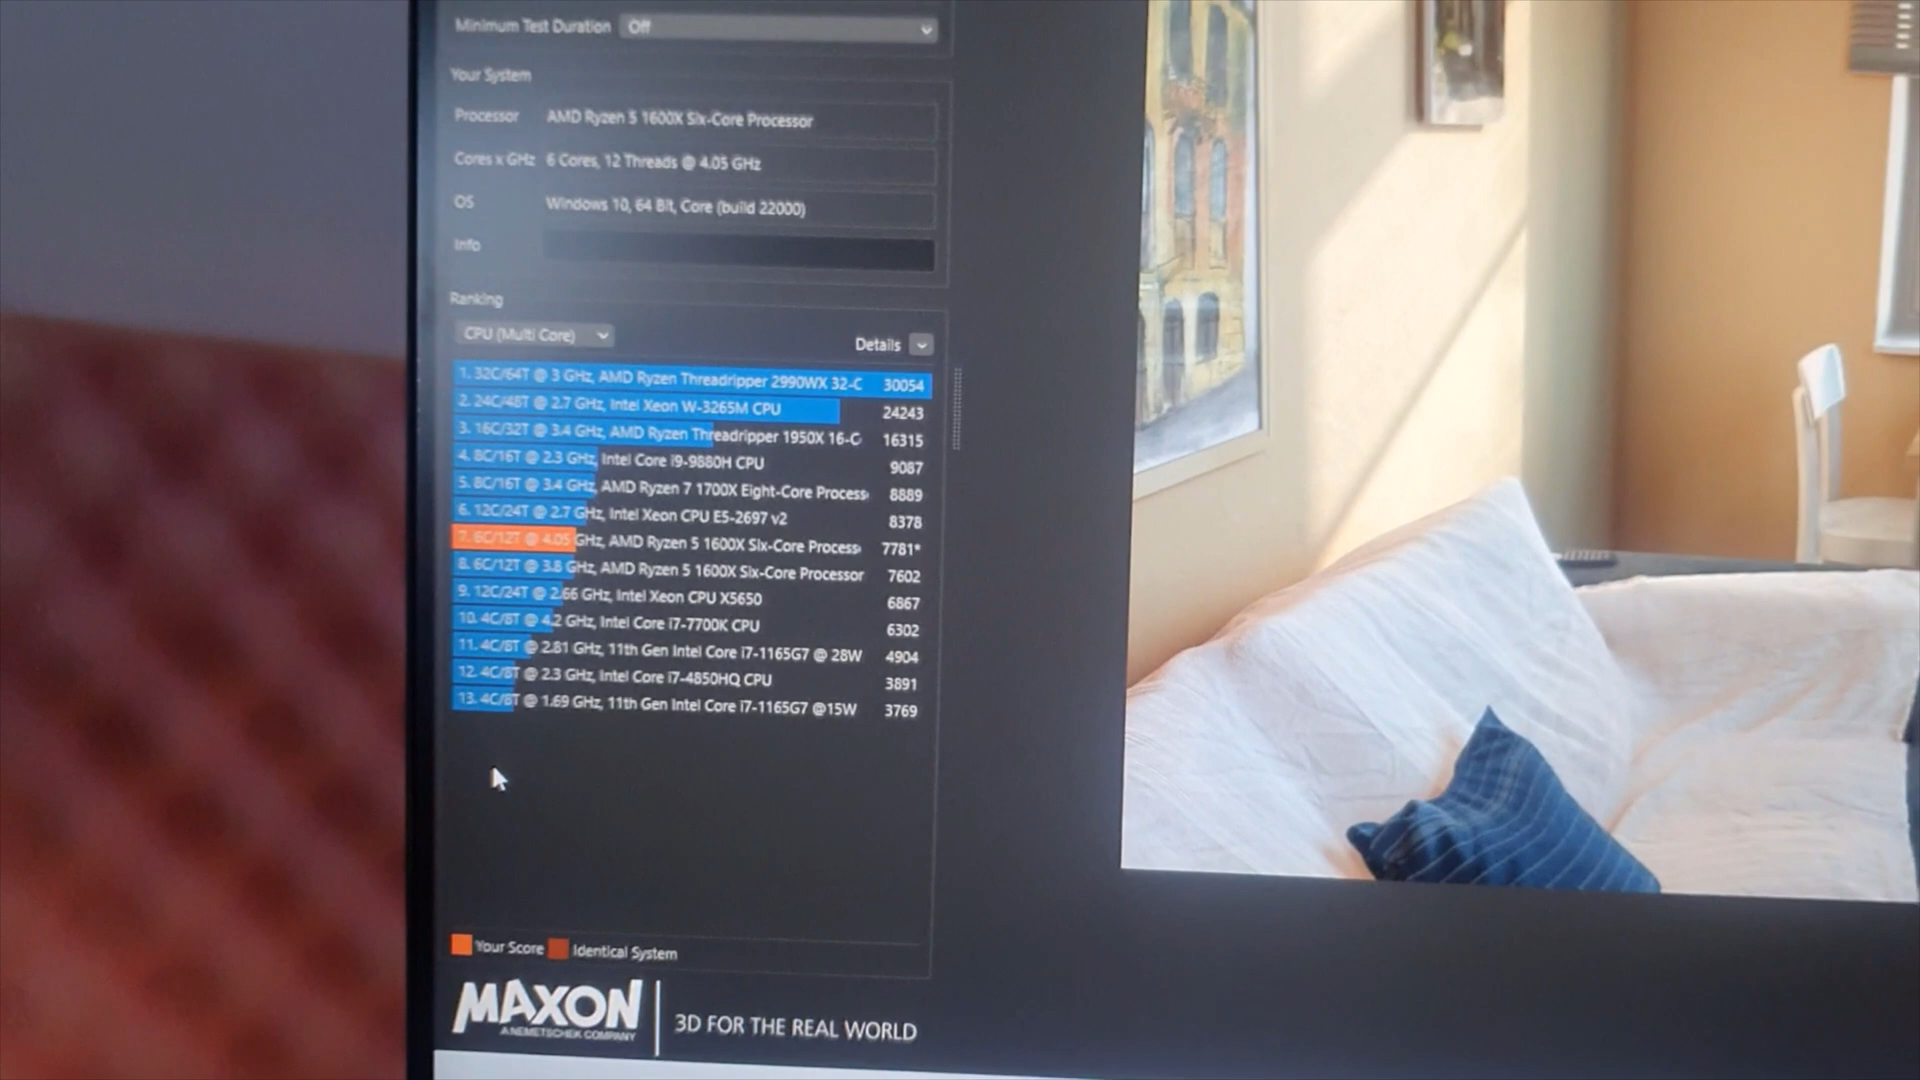 Minimum Test Duration Off
Your System
Processor AMD Ryzen 5 1600X Six-Core Processor
Cores x GHz 6 Cores, 12 Threads @ 4.05 GHz
OS Windows 10, 64 Bit, Core (build 22000)
Info
Ranking
CPU (Multi Core) Details
1. 32C/64T @ 3 GHz, AMD Ryzen Threadripper 2990WX 32-C 30054
2. 24C/48T @ 2.7 GHz, Intel Xeon W-3265M CPU 24243
3. 16C/32T @ 3.4 GHz, AMD Ryzen Threadripper 1950X 16-C 16315
4. 8C/16T @ 2.3 GHz, Intel Core i9-9880H CPU 9087
5. 8C/16T @ 3.4 GHz, AMD Ryzen 7 1700X Eight-Core Process 8889
6. 12C/24T @ 2.7 GHz, Intel Xeon CPU E5-2697 v2 8378
7. 6C/12T @ 4.05 GHz, AMD Ryzen 5 1600X Six-Core Process 7781*
8. 6C/12T @ 3.8 GHz, AMD Ryzen 5 1600X Six-Core Processor 7602
9. 12C/24T @ 2.66 GHz, Intel Xeon CPU X5650 6867
10. 4C/8T @ 4.2 GHz, Intel Core i7-7700K CPU 6302
11. 4C/8T @ 2.81 GHz, 11th Gen Intel Core i7-1165G7 @ 28W 4904
12. 4C/8T @ 2.3 GHz, Intel Core i7-4850HQ CPU 3891
13. 4C/8T @ 1.69 GHz, 11th Gen Intel Core i7-1165G7 @15W 3769
Your Score Identical System
MAXON
A NEMETSCHEK COMPANY
3D FOR THE REAL WORLD